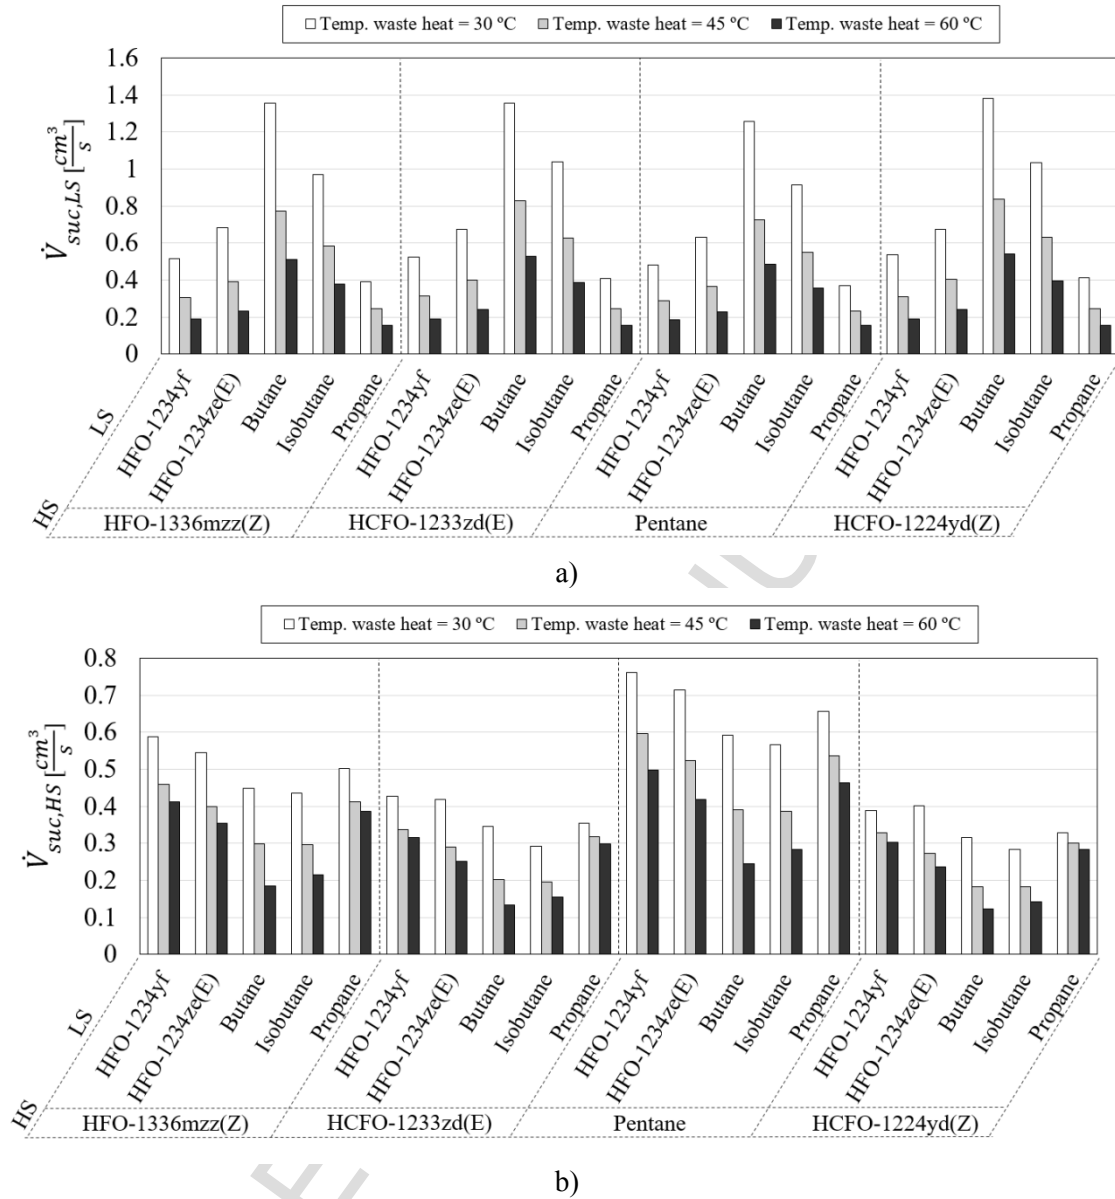 Temp. waste heat = 30 ºC Temp. waste heat = 45 ºC Temp. waste heat = 60 ºC
1.6
1.4
1.2
1
0.8
0.6
0.4
0.2
0
V̇suc,LS [cm³/s]
LS
HFO-1234yf
HFO-1234ze(E)
Butane
Isobutane
Propane
HFO-1234yf
HFO-1234ze(E)
Butane
Isobutane
Propane
HFO-1234yf
HFO-1234ze(E)
Butane
Isobutane
Propane
HFO-1234yf
HFO-1234ze(E)
Butane
Isobutane
Propane
HS
HFO-1336mzz(Z) HCFO-1233zd(E) Pentane HCFO-1224yd(Z)
a)
Temp. waste heat = 30 ºC Temp. waste heat = 45 ºC Temp. waste heat = 60 ºC
0.8
0.7
0.6
0.5
0.4
0.3
0.2
0.1
0
V̇suc,HS [cm³/s]
LS
HFO-1234yf
HFO-1234ze(E)
Butane
Isobutane
Propane
HFO-1234yf
HFO-1234ze(E)
Butane
Isobutane
Propane
HFO-1234yf
HFO-1234ze(E)
Butane
Isobutane
Propane
HFO-1234yf
HFO-1234ze(E)
Butane
Isobutane
Propane
HS
HFO-1336mzz(Z) HCFO-1233zd(E) Pentane HCFO-1224yd(Z)
b)